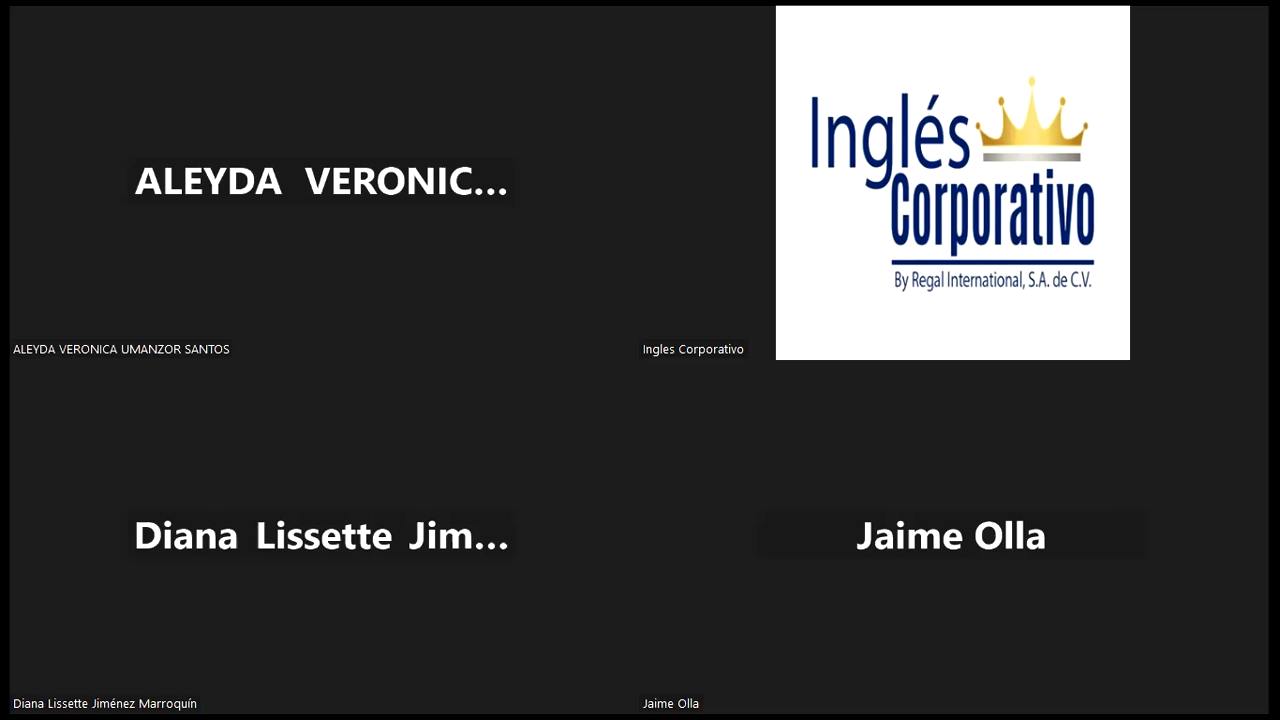 ALEYDA VERONIC...
ALEYDA VERONICA UMANZOR SANTOS
Inglés
Corporativo
By Regal International, S.A. de C.V.
Ingles Corporativo
Diana Lissette Jim...
Diana Lissette Jiménez Marroquín
Jaime Olla
Jaime Olla